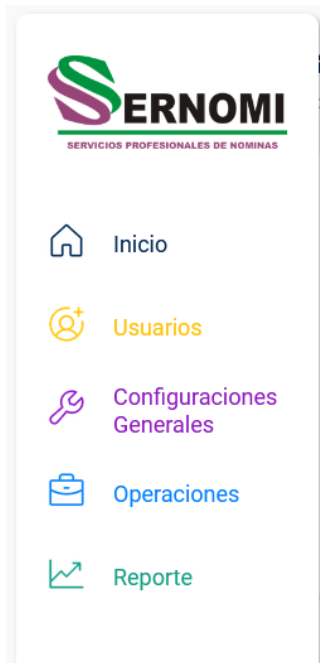 SERNOMI
SERVICIOS PROFESIONALES DE NOMINAS
Inicio
Usuarios
Configuraciones
Generales
Operaciones
Reporte